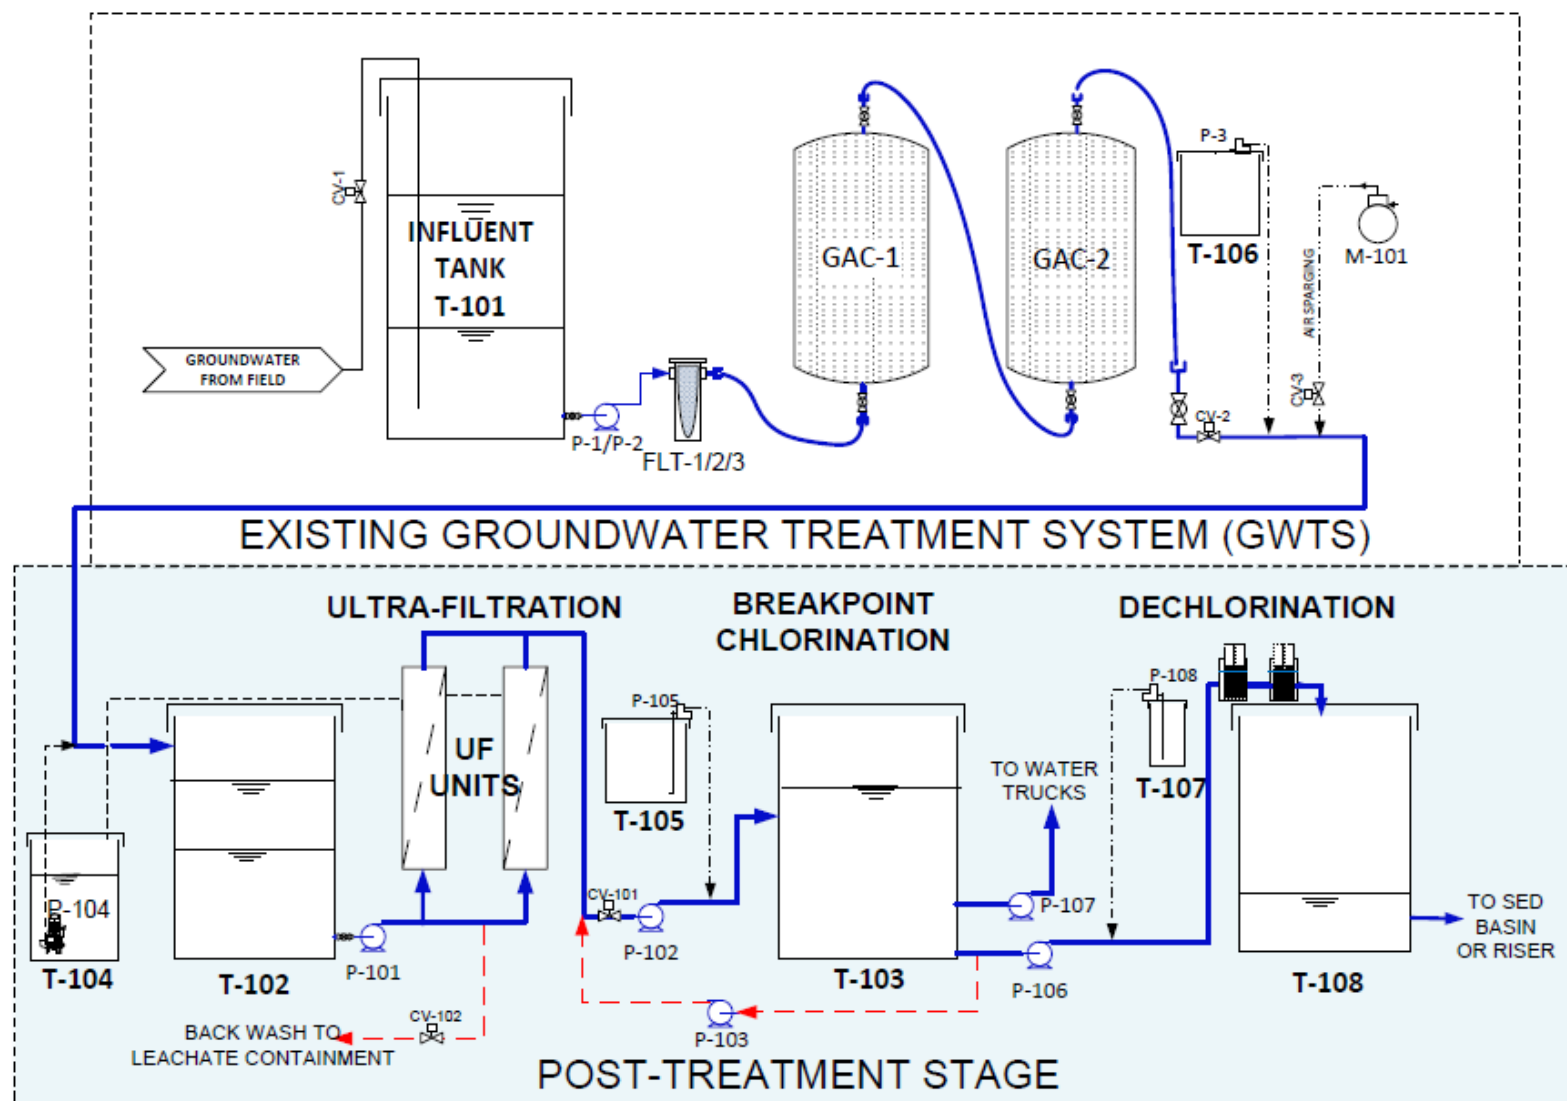 P-3
CV-1
INFLUENT
TANK
T-101
GAC-1
GAC-2
T-106
M-101
AIR SPARGING
GROUNDWATER
FROM FIELD
CV-3
CV-2
P-1/P-2
FLT-1/2/3
EXISTING GROUNDWATER TREATMENT SYSTEM (GWTS)
ULTRA-FILTRATION
BREAKPOINT
CHLORINATION
DECHLORINATION
P-105
P-108
UF
UNITS
TO WATER
TRUCKS
T-107
T-105
CV-101
P-104
P-107
TO SED
BASIN
OR RISER
P-101
P-102
P-106
T-104
T-102
T-103
T-108
CV-102
BACK WASH TO
LEACHATE CONTAINMENT
P-103
POST-TREATMENT STAGE